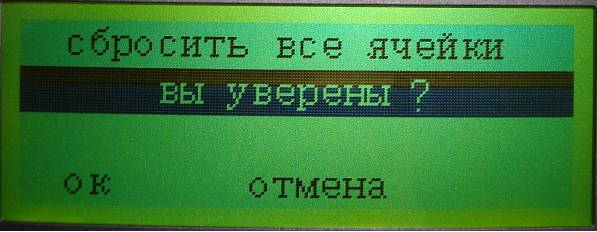 сбросить все ячейки
вы уверены ?
ок отмена